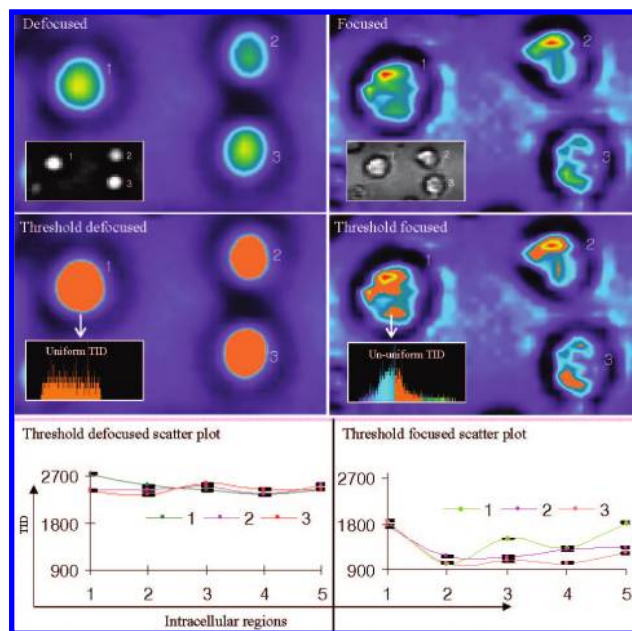 Defocused
1
2
3
1
2
3
Focused
1
2
3
1
2
3
Threshold defocused
1
2
3
Uniform TID
Threshold focused
1
2
3
Un-uniform TID
Threshold defocused scatter plot
2700
1800
900
TID
1 2 3
1 2 3 4 5
Intracellular regions
Threshold focused scatter plot
2700
1800
900
1 2 3
1 2 3 4 5